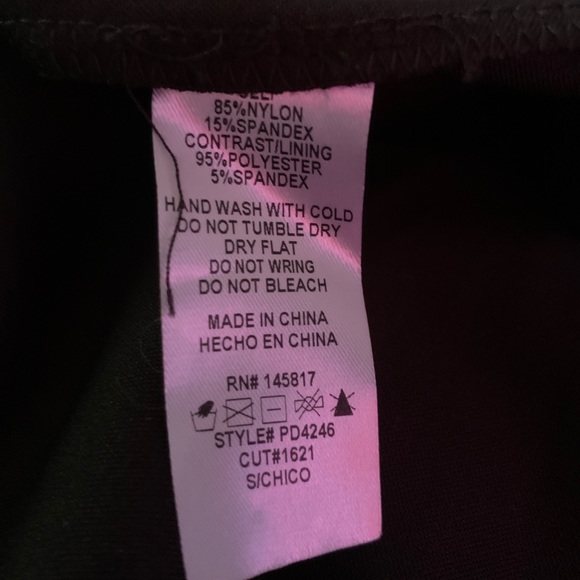 SELF
85%NYLON
15%SPANDEX
CONTRAST/LINING
95%POLYESTER
5%SPANDEX
HAND WASH WITH COLD
DO NOT TUMBLE DRY
DRY FLAT
DO NOT WRING
DO NOT BLEACH
MADE IN CHINA
HECHO EN CHINA
RN# 145817
STYLE# PD4246
CUT#1621
S/CHICO